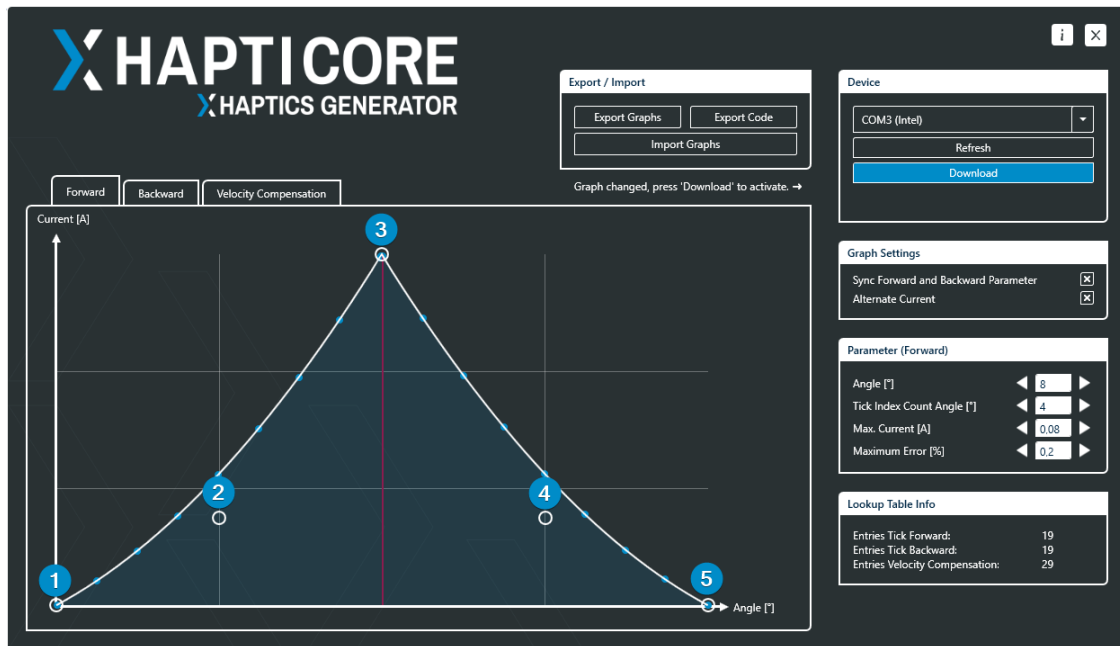 HAPTICORE
HAPTICS GENERATOR
i
Export / Import
Export Graphs
Export Code
Import Graphs
Graph changed, press 'Download' to activate. →
Device
COM3 (Intel)
Refresh
Download
Forward
Backward
Velocity Compensation
Current [A]
1
2
3
4
5
Angle [°]
Graph Settings
Sync Forward and Backward Parameter
Alternate Current
Parameter (Forward)
Angle [°] 8
Tick Index Count Angle [°] 4
Max. Current [A] 0,08
Maximum Error [%] 0,2
Lookup Table Info
Entries Tick Forward: 19
Entries Tick Backward: 19
Entries Velocity Compensation: 29